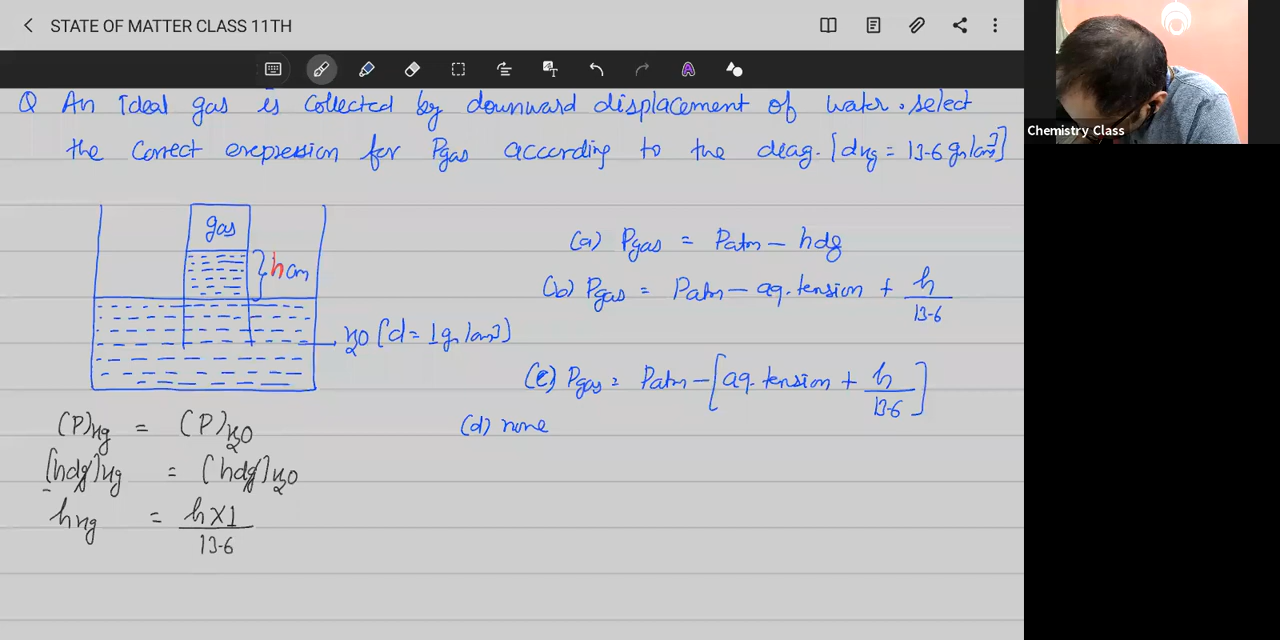 STATE OF MATTER CLASS 11TH
Q An ideal gas is collected by downward displacement of water. select
the correct expression for Pgas according to the diag. [dHg = 13.6 gm/cm³]
gas
hcm
H₂O [d = 1gm/cm³]
(a) Pgas = Patm - hdg
(b) Pgas = Patm - aq. tension + h/13.6
(c) Pgas = Patm - [aq. tension + h/13.6]
(d) none
(P)Hg = (P)H₂O
[hdg]Hg = [hdg]H₂O
hHg = h×1/13.6
Chemistry Class